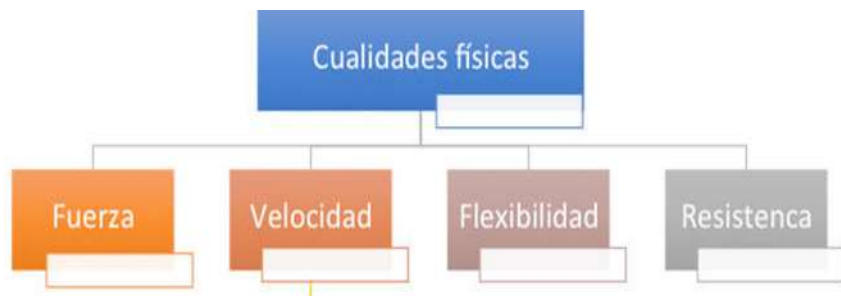 Cualidades físicas
Fuerza
Velocidad
Flexibilidad
Resistenca